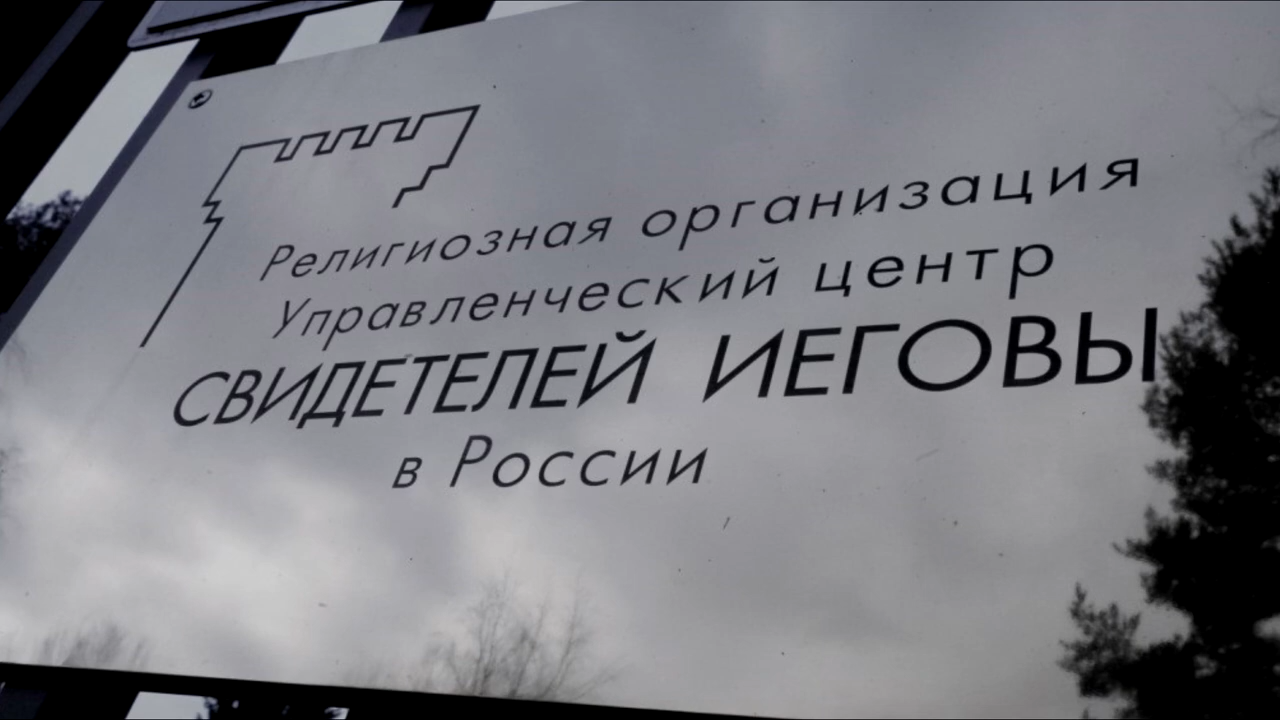 Религиозная организация
Управленческий центр
СВИДЕТЕЛЕЙ ИЕГОВЫ
в России